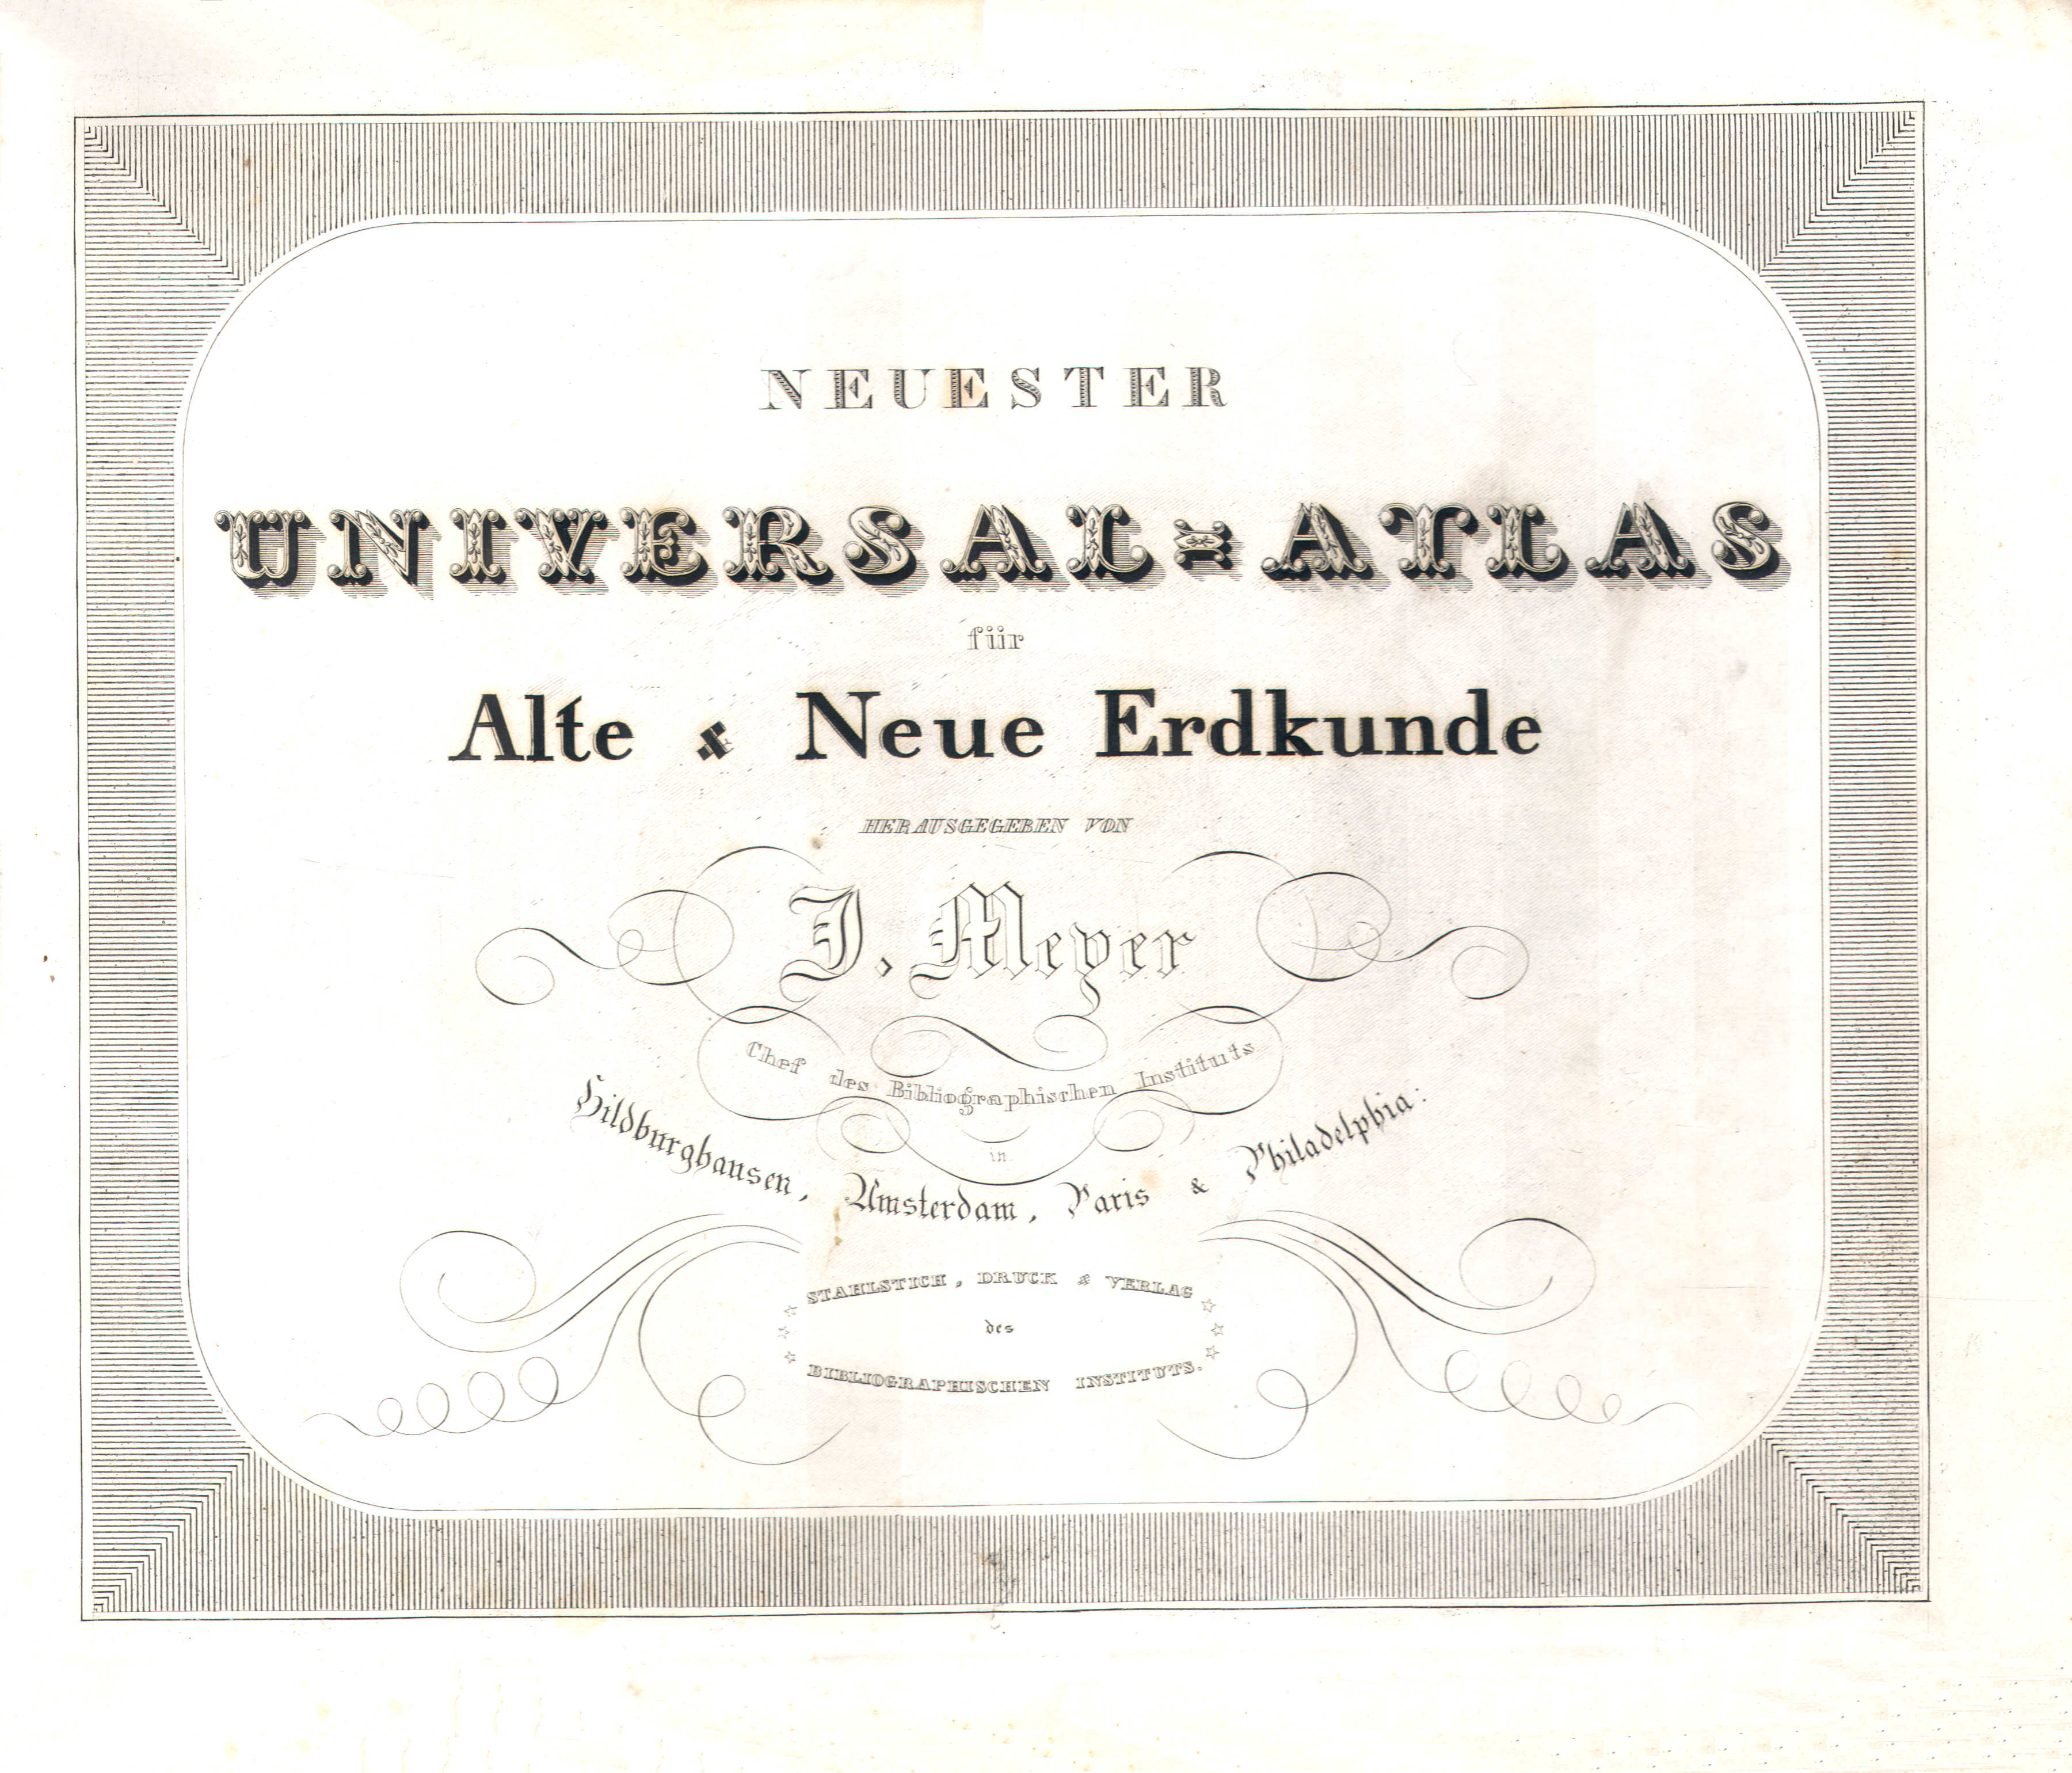 NEUESTER
UNIVERSAL=ATLAS
für
Alte & Neue Erdkunde
HERAUSGEGEBEN VON
J. Meyer
Chef des Bibliographischen Instituts
in
Hildburghausen, Amsterdam, Paris & Philadelphia:
STAHLSTICH, DRUCK & VERLAG
des
BIBLIOGRAPHISCHEN INSTITUTS.